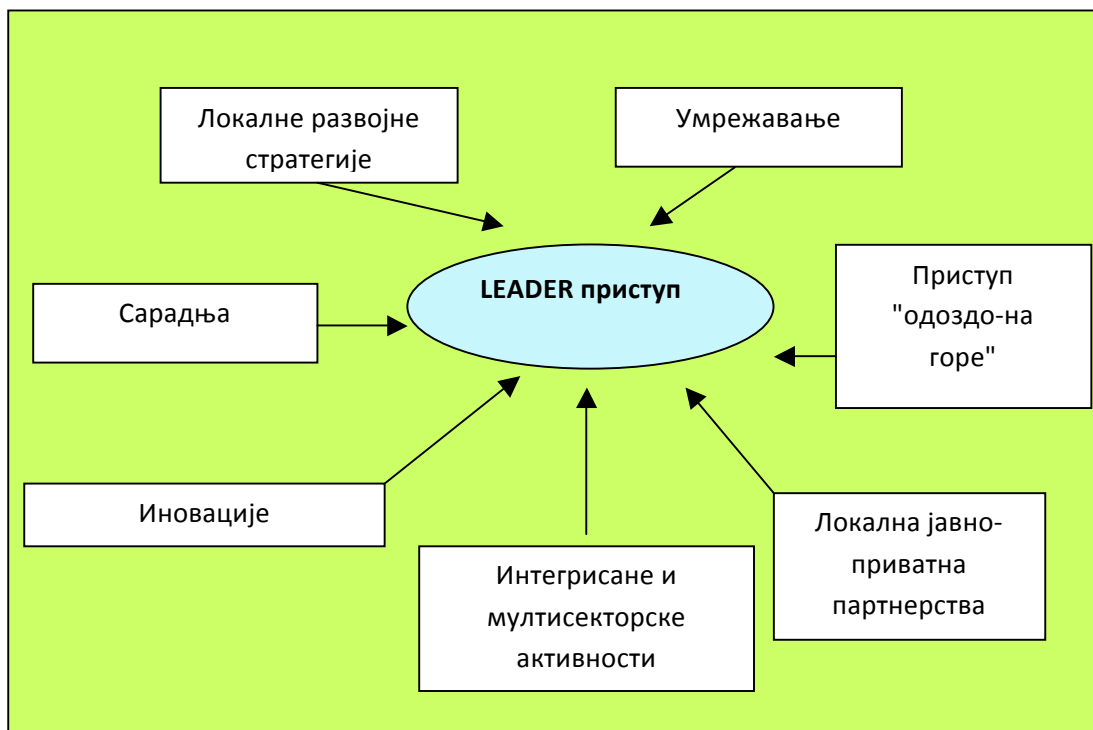 Локалне развојне
стратегије
Умрежавање
LEADER приступ
Приступ
"одоздо-на
горе"
Сарадња
Иновације
Локална јавно-
приватна
партнерства
Интегрисане и
мултисекторске
активности